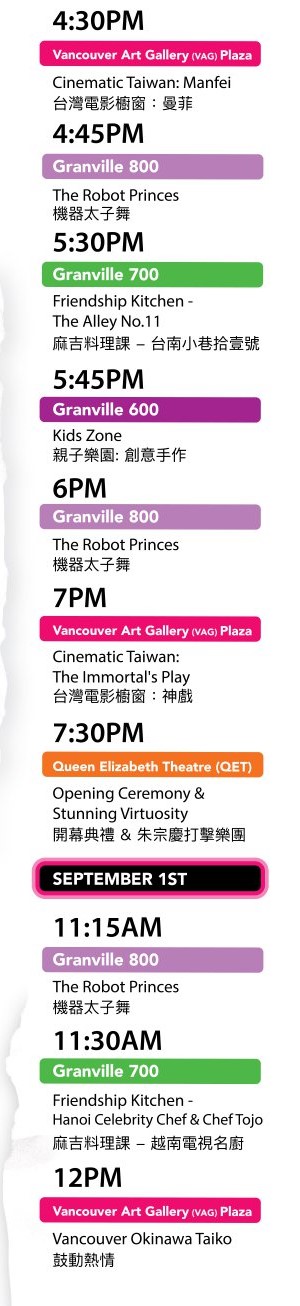 4:30PM
Vancouver Art Gallery (VAG) Plaza
Cinematic Taiwan: Manfei
台灣電影櫥窗：曼菲
4:45PM
Granville 800
The Robot Princes
機器太子舞
5:30PM
Granville 700
Friendship Kitchen -
The Alley No.11
麻吉料理課 – 台南小巷拾壹號
5:45PM
Granville 600
Kids Zone
親子樂園: 創意手作
6PM
Granville 800
The Robot Princes
機器太子舞
7PM
Vancouver Art Gallery (VAG) Plaza
Cinematic Taiwan:
The Immortal's Play
台灣電影櫥窗：神戲
7:30PM
Queen Elizabeth Theatre (QET)
Opening Ceremony &
Stunning Virtuosity
開幕典禮 & 朱宗慶打擊樂團
SEPTEMBER 1ST
11:15AM
Granville 800
The Robot Princes
機器太子舞
11:30AM
Granville 700
Friendship Kitchen -
Hanoi Celebrity Chef & Chef Tojo
麻吉料理課 – 越南電視名廚
12PM
Vancouver Art Gallery (VAG) Plaza
Vancouver Okinawa Taiko
鼓動熱情